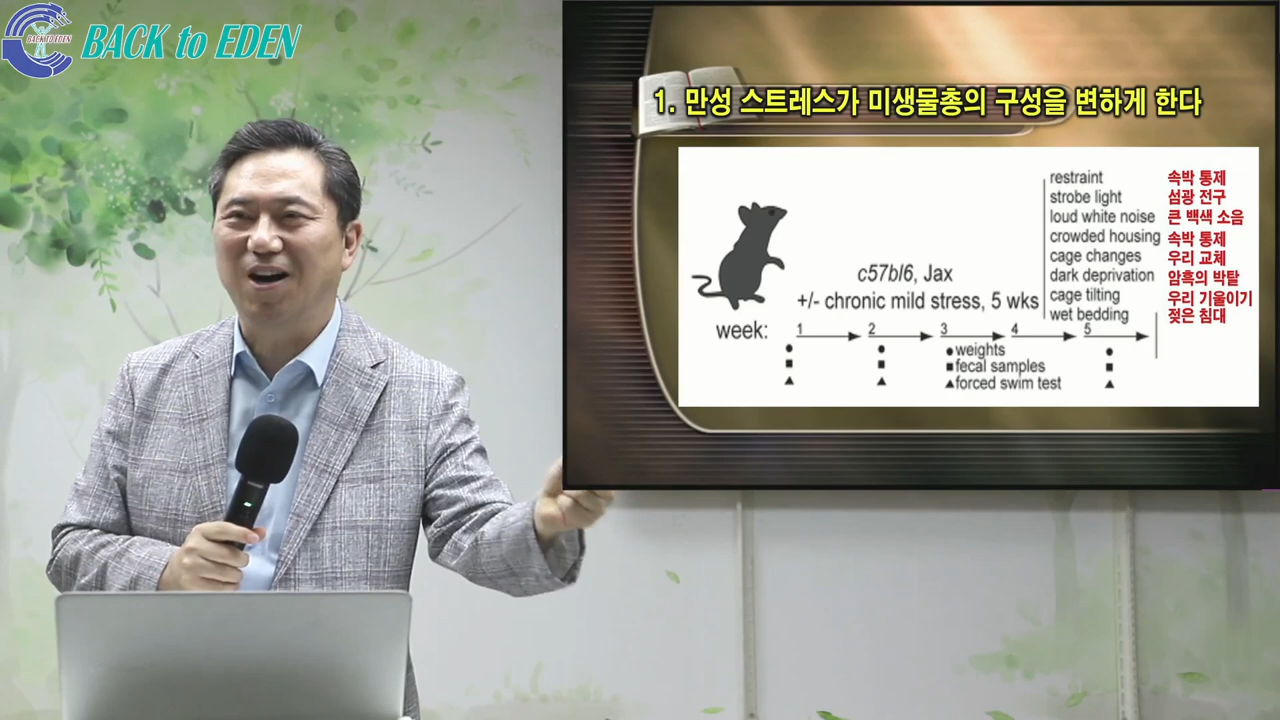 BACK TO EDEN
BACK to EDEN
1. 만성 스트레스가 미생물총의 구성을 변하게 한다
restraint 속박 통제
strobe light 섬광 전구
loud white noise 큰 백색 소음
crowded housing 속박 통제
cage changes 우리 교체
dark deprivation 암흑의 박탈
cage tilting 우리 기울이기
wet bedding 젖은 침대
c57bl6, Jax
+/- chronic mild stress, 5 wks
week: 1 2 3 4 5
weights
fecal samples
forced swim test